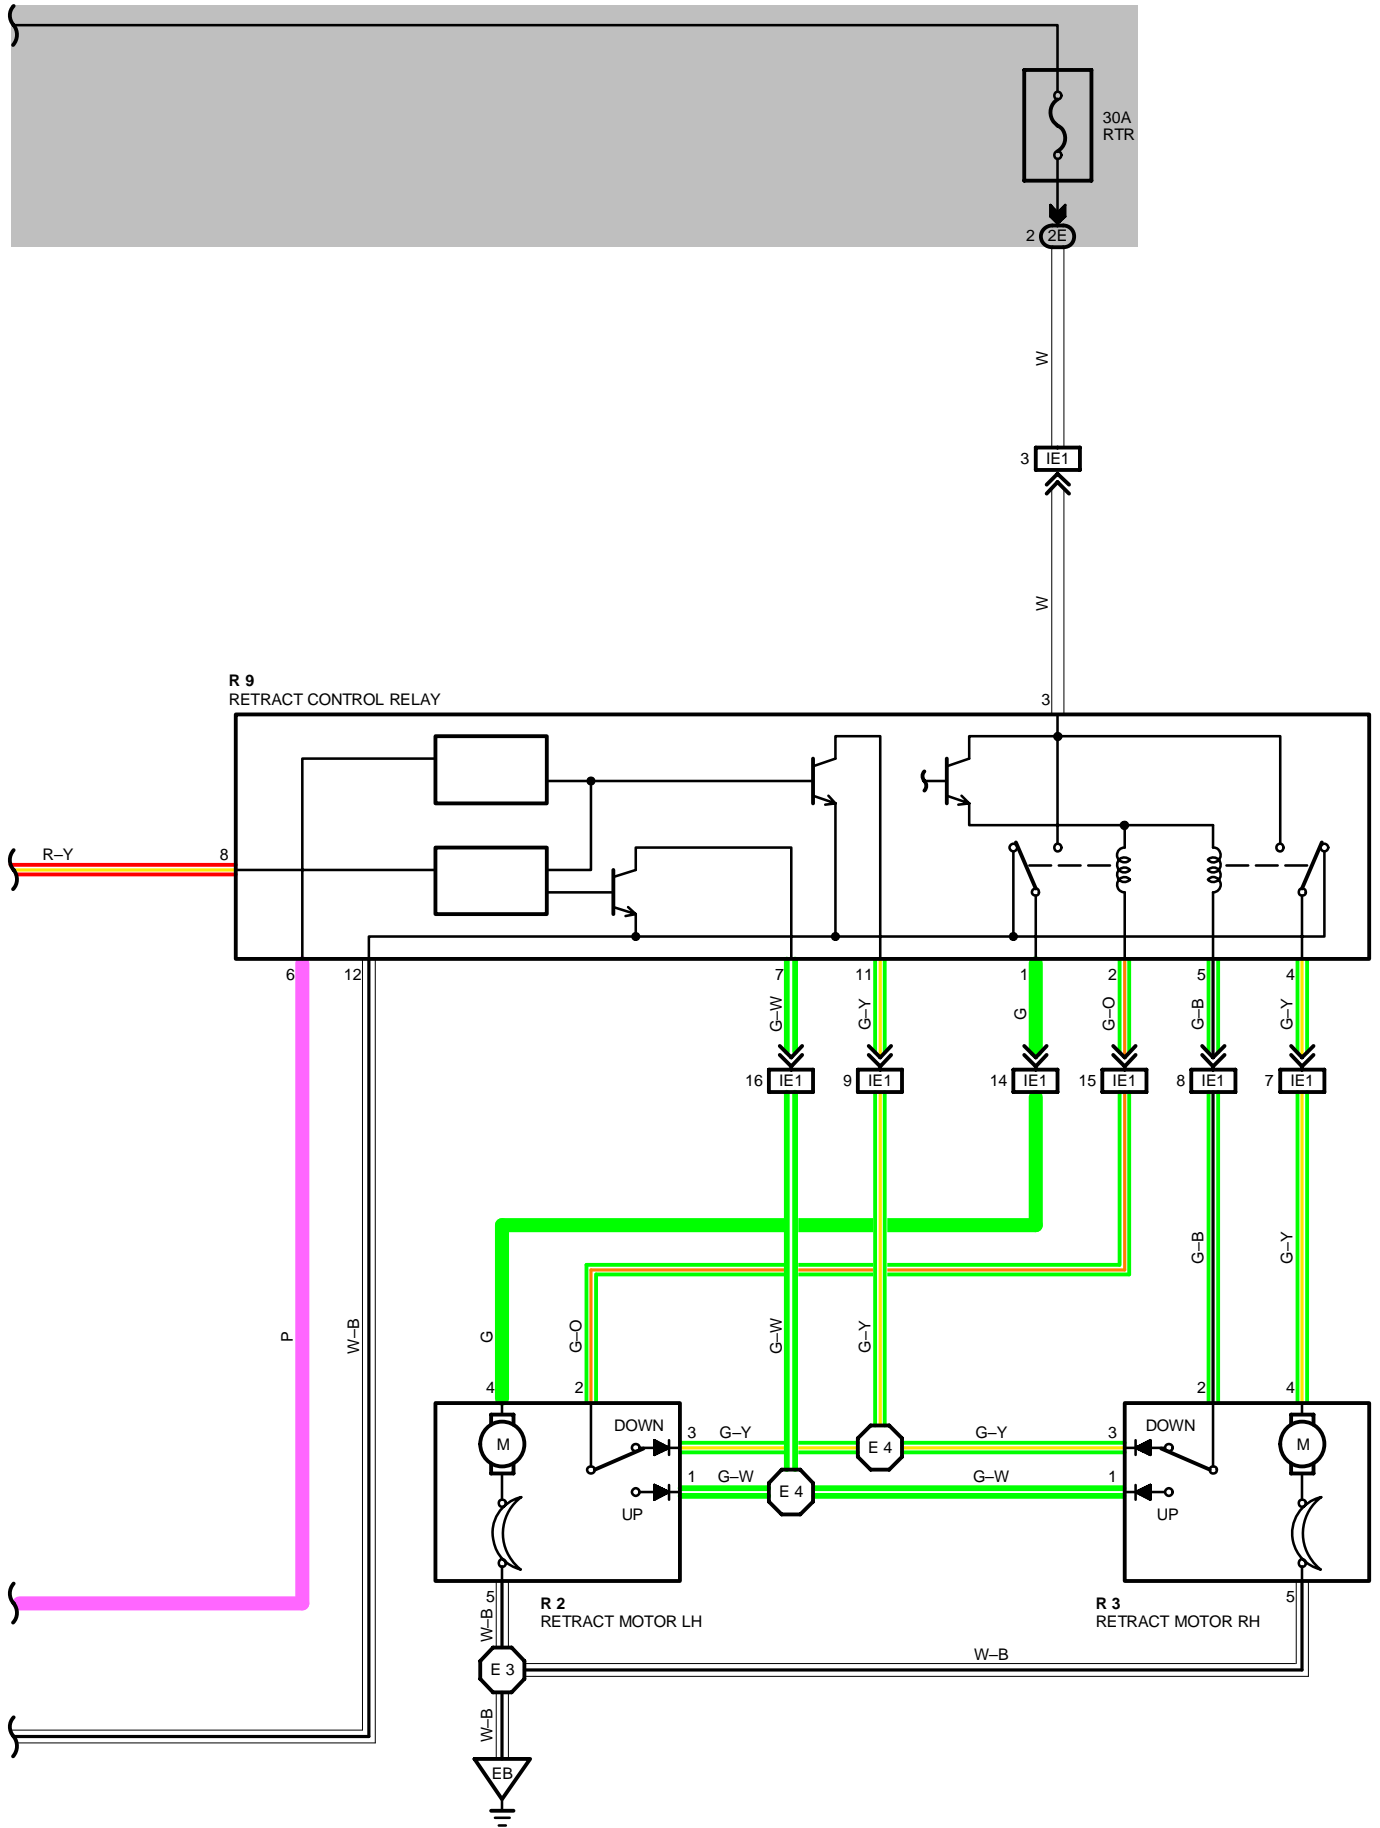 30A
RTR
2 2E
W
3 IE1
W
R 9
RETRACT CONTROL RELAY
3
R–Y 8
6 12 7 11 1 2 5 4
G–W G–Y G G–O G–B G–Y
16 IE1 9 IE1 14 IE1 15 IE1 8 IE1 7 IE1
G–B G–Y
P W–B G G–O G–W G–Y
4 2 2 4
DOWN 3 G–Y G–Y 3 DOWN
M E 4 M
1 G–W G–W 1
E 4
UP UP
5 R 2 R 3 5
W–B RETRACT MOTOR LH RETRACT MOTOR RH
E 3 W–B
W–B
EB